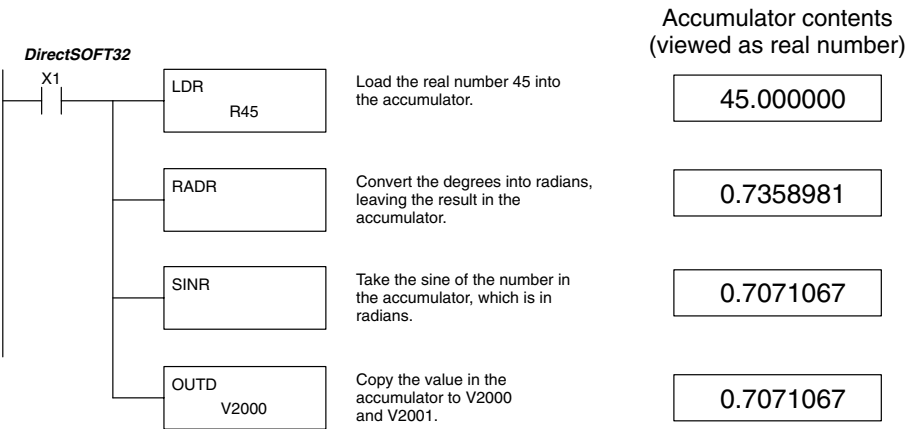 Accumulator contents
(viewed as real number)
DirectSOFT32
X1
LDR
R45
Load the real number 45 into
the accumulator.
45.000000
RADR
Convert the degrees into radians,
leaving the result in the
accumulator.
0.7358981
SINR
Take the sine of the number in
the accumulator, which is in
radians.
0.7071067
OUTD
V2000
Copy the value in the
accumulator to V2000
and V2001.
0.7071067